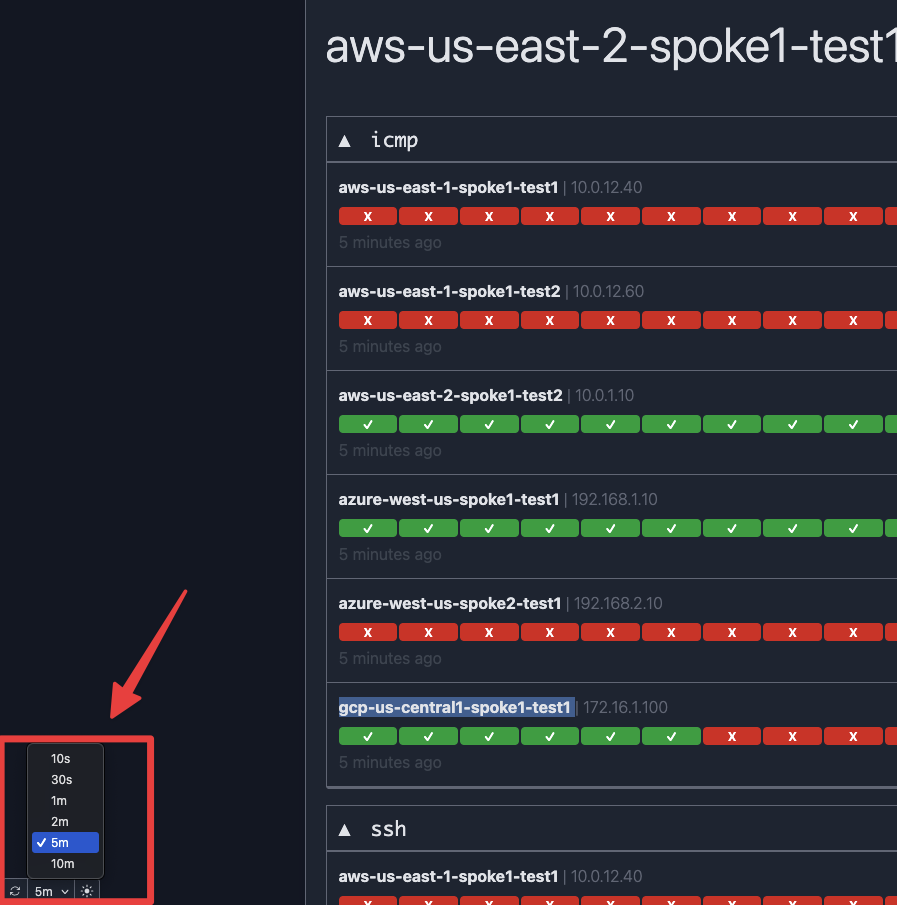 aws-us-east-2-spoke1-test1
▲ icmp
aws-us-east-1-spoke1-test1 | 10.0.12.40
X X X X X X X X X
5 minutes ago
aws-us-east-1-spoke1-test2 | 10.0.12.60
X X X X X X X X X
5 minutes ago
aws-us-east-2-spoke1-test2 | 10.0.1.10
✓ ✓ ✓ ✓ ✓ ✓ ✓ ✓ ✓
5 minutes ago
azure-west-us-spoke1-test1 | 192.168.1.10
✓ ✓ ✓ ✓ ✓ ✓ ✓ ✓ ✓
5 minutes ago
azure-west-us-spoke2-test1 | 192.168.2.10
X X X X X X X X X
5 minutes ago
gcp-us-central1-spoke1-test1 | 172.16.1.100
✓ ✓ ✓ ✓ ✓ ✓ X X X
5 minutes ago
▲ ssh
aws-us-east-1-spoke1-test1 | 10.0.12.40
X X X X X X X X X
10s
30s
1m
2m
✓ 5m
10m
5m